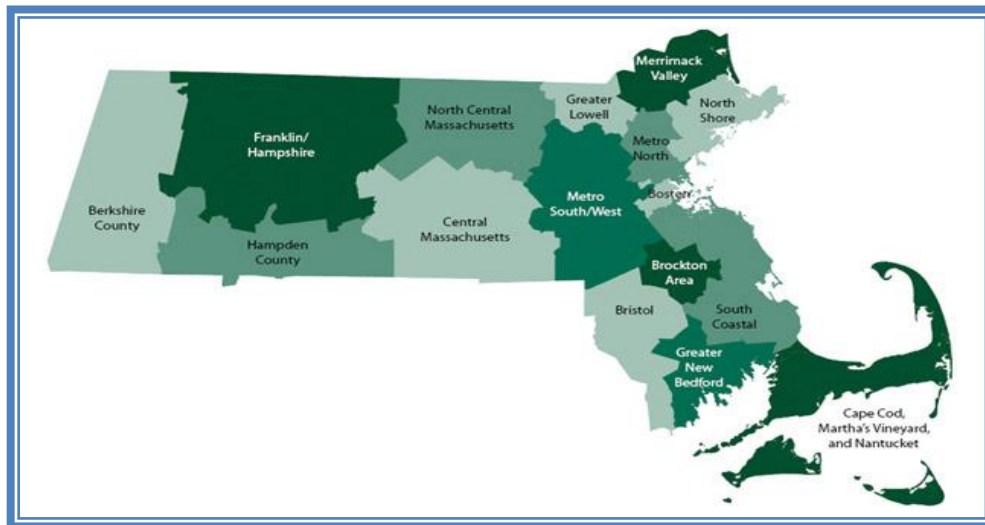 Merrimack
Valley
North Central
Massachusetts
Greater
Lowell
North
Shore
Franklin/
Hampshire
Metro
North
Berkshire
County
Metro
South/West
Boston
Central
Massachusetts
Hampden
County
Brockton
Area
Bristol
South
Coastal
Greater
New
Bedford
Cape Cod,
Martha's Vineyard,
and Nantucket